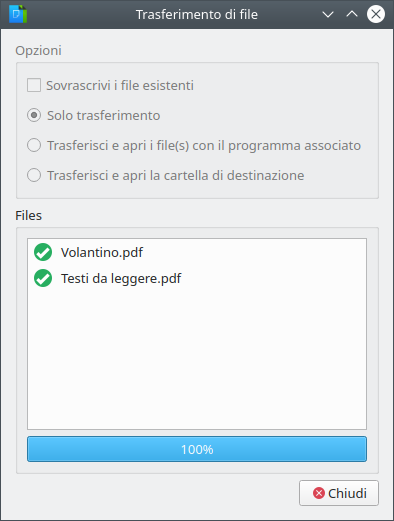 Trasferimento di file
Opzioni
Sovrascrivi i file esistenti
Solo trasferimento
Trasferisci e apri i file(s) con il programma associato
Trasferisci e apri la cartella di destinazione
Files
Volantino.pdf
Testi da leggere.pdf
100%
Chiudi